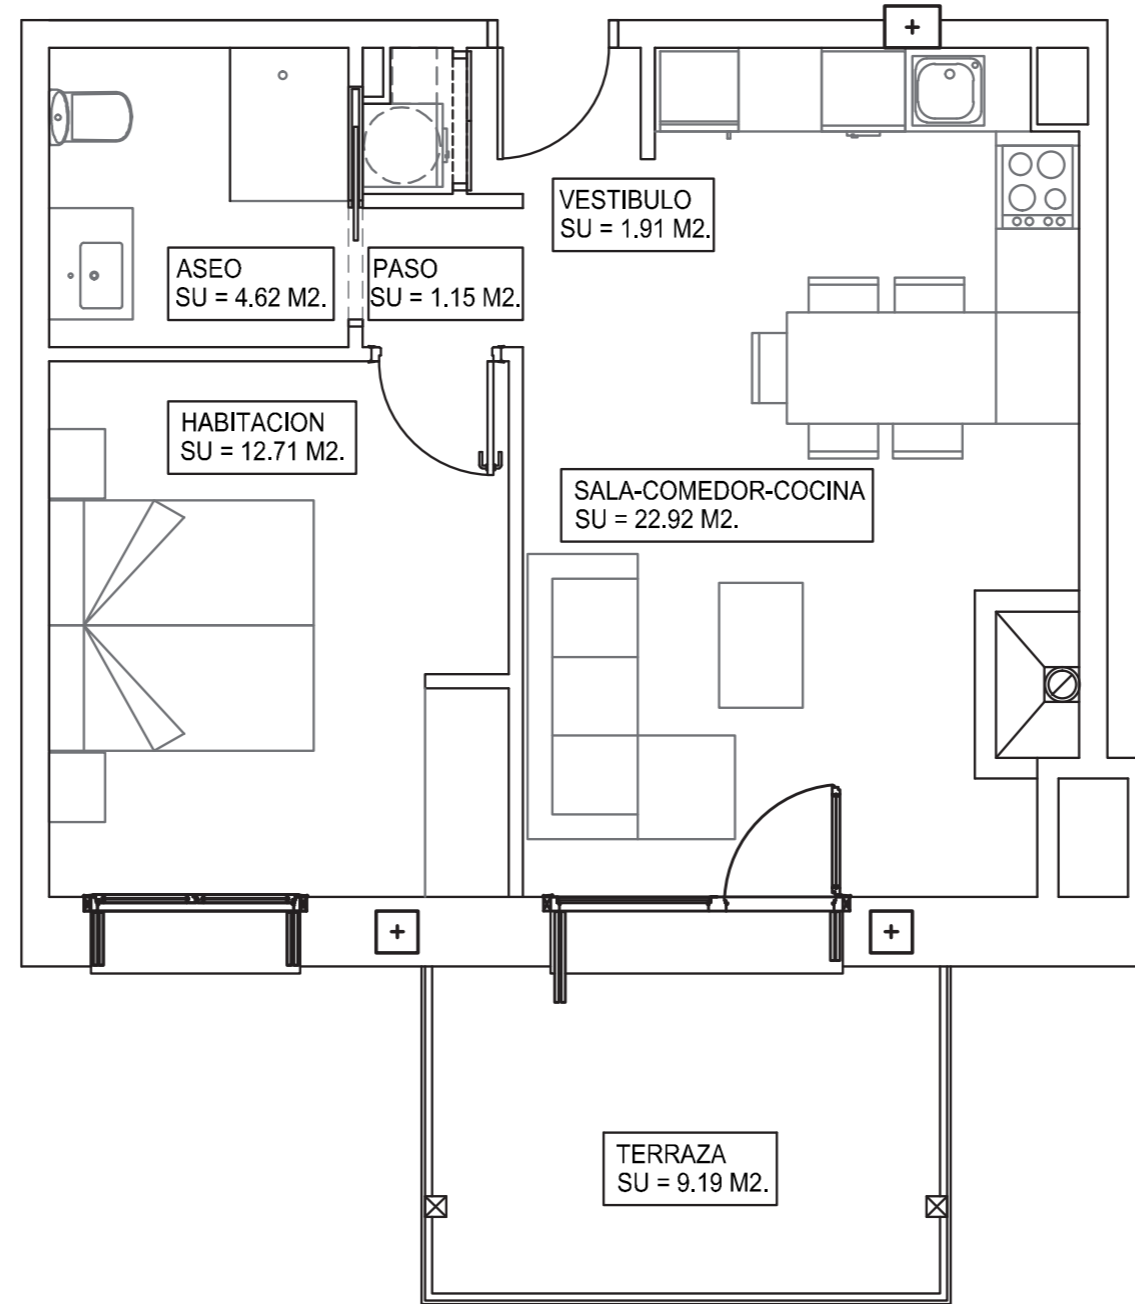 VESTIBULO
SU = 1.91 M2.
ASEO
SU = 4.62 M2.
PASO
SU = 1.15 M2.
HABITACION
SU = 12.71 M2.
SALA-COMEDOR-COCINA
SU = 22.92 M2.
TERRAZA
SU = 9.19 M2.